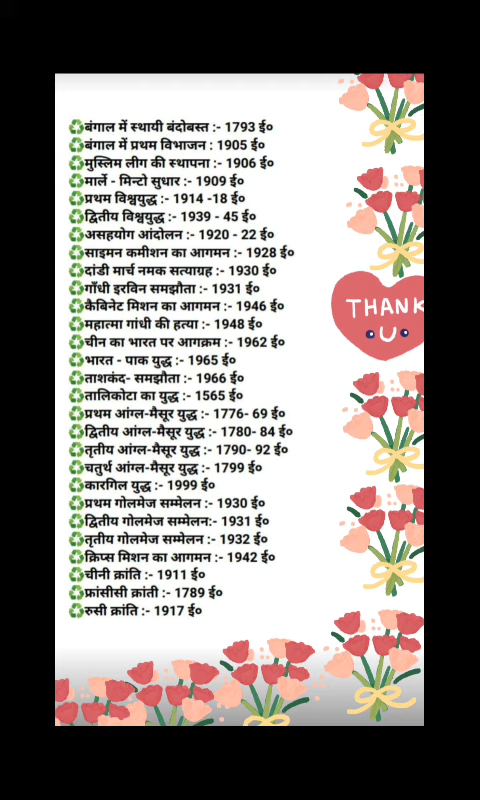 ♻️बंगाल में स्थायी बंदोबस्त :- 1793 ई०
♻️बंगाल में प्रथम विभाजन : 1905 ई०
♻️मुस्लिम लीग की स्थापना :- 1906 ई०
♻️मार्ले - मिन्टो सुधार :- 1909 ई०
♻️प्रथम विश्वयुद्ध :- 1914 -18 ई०
♻️द्वितीय विश्वयुद्ध :- 1939 - 45 ई०
♻️असहयोग आंदोलन :- 1920 - 22 ई०
♻️साइमन कमीशन का आगमन :- 1928 ई०
♻️दांडी मार्च नमक सत्याग्रह :- 1930 ई०
♻️गाँधी इरविन समझौता :- 1931 ई०
♻️कैबिनेट मिशन का आगमन :- 1946 ई०
♻️महात्मा गांधी की हत्या :- 1948 ई०
♻️चीन का भारत पर आगक्रम :- 1962 ई०
♻️भारत - पाक युद्ध :- 1965 ई०
♻️ताशकंद- समझौता :- 1966 ई०
♻️तालिकोटा का युद्ध :- 1565 ई०
♻️प्रथम आंग्ल-मैसूर युद्ध :- 1776- 69 ई०
♻️द्वितीय आंग्ल-मैसूर युद्ध :- 1780- 84 ई०
♻️तृतीय आंग्ल-मैसूर युद्ध :- 1790- 92 ई०
♻️चतुर्थ आंग्ल-मैसूर युद्ध :- 1799 ई०
♻️कारगिल युद्ध :- 1999 ई०
♻️प्रथम गोलमेज सम्मेलन :- 1930 ई०
♻️द्वितीय गोलमेज सम्मेलन:- 1931 ई०
♻️तृतीय गोलमेज सम्मेलन :- 1932 ई०
♻️क्रिप्स मिशन का आगमन :- 1942 ई०
♻️चीनी क्रांति :- 1911 ई०
♻️फ्रांसीसी क्रांती :- 1789 ई०
♻️रुसी क्रांति :- 1917 ई०
THANK
U